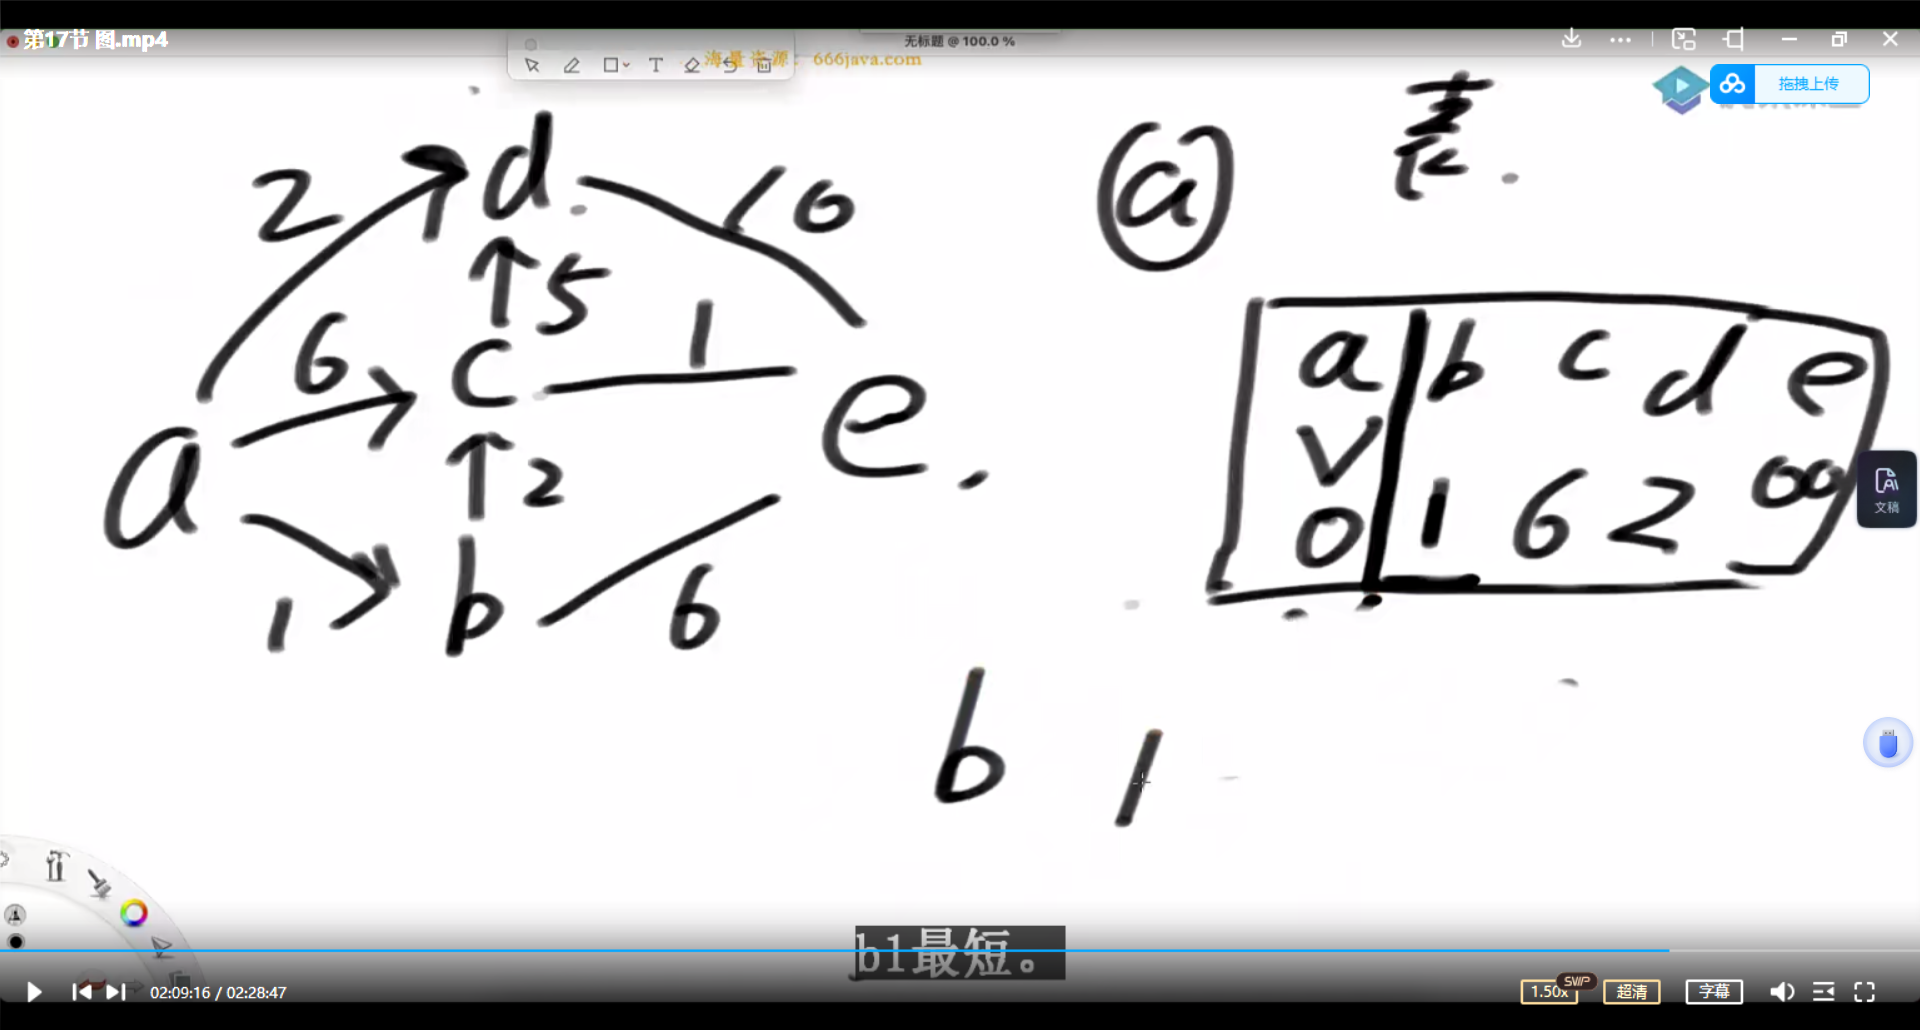 第17节 图.mp4
无标题 @ 100.0 %
海量资源：666java.com
拖拽上传
表.
2 d. 10 a
5
6 c 1
a b c d e
a e.
2
0 1 6 2 ∞
文稿
1 b 6
b 1
b1最短。
02:09:16 / 02:28:47
1.50x SVIP 超清 字幕